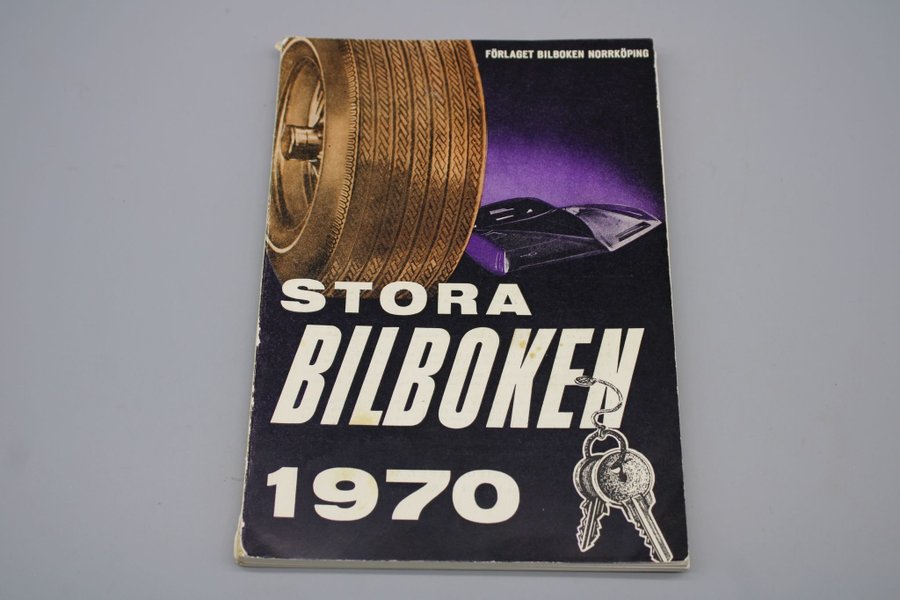 FÖRLAGET BILBOKEN NORRKÖPING
STORA
BILBOKEN
1970